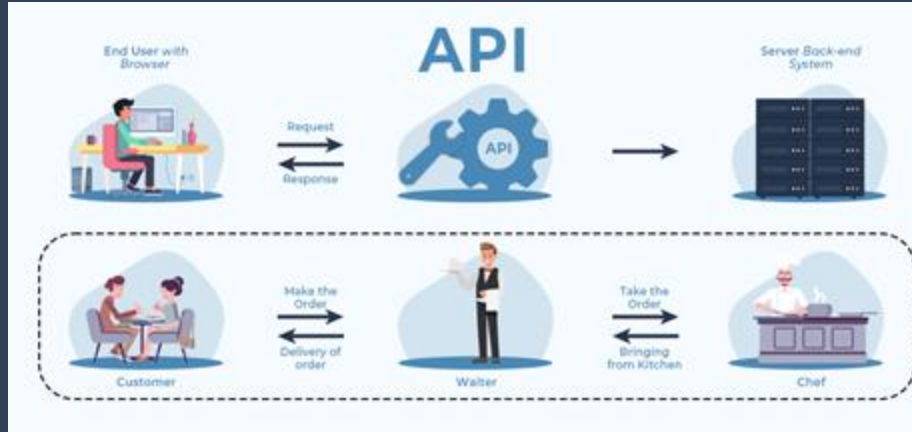 API
End User with
Browser
Server Back-end
System
Request
API
Response
Make the
Order
Take the
Order
Delivery of
order
Bringing
from Kitchen
Customer
Waiter
Chef